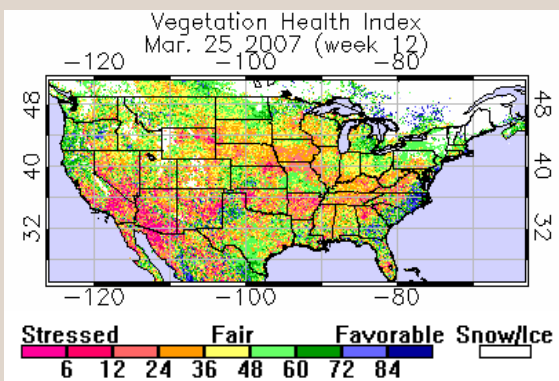 Vegetation Health Index
Mar. 25 2007 (week 12)
-120 -100 -80
48 48
40 40
32 32
-120 -100 -80
Stressed Fair Favorable Snow/Ice
6 12 24 36 48 60 72 84